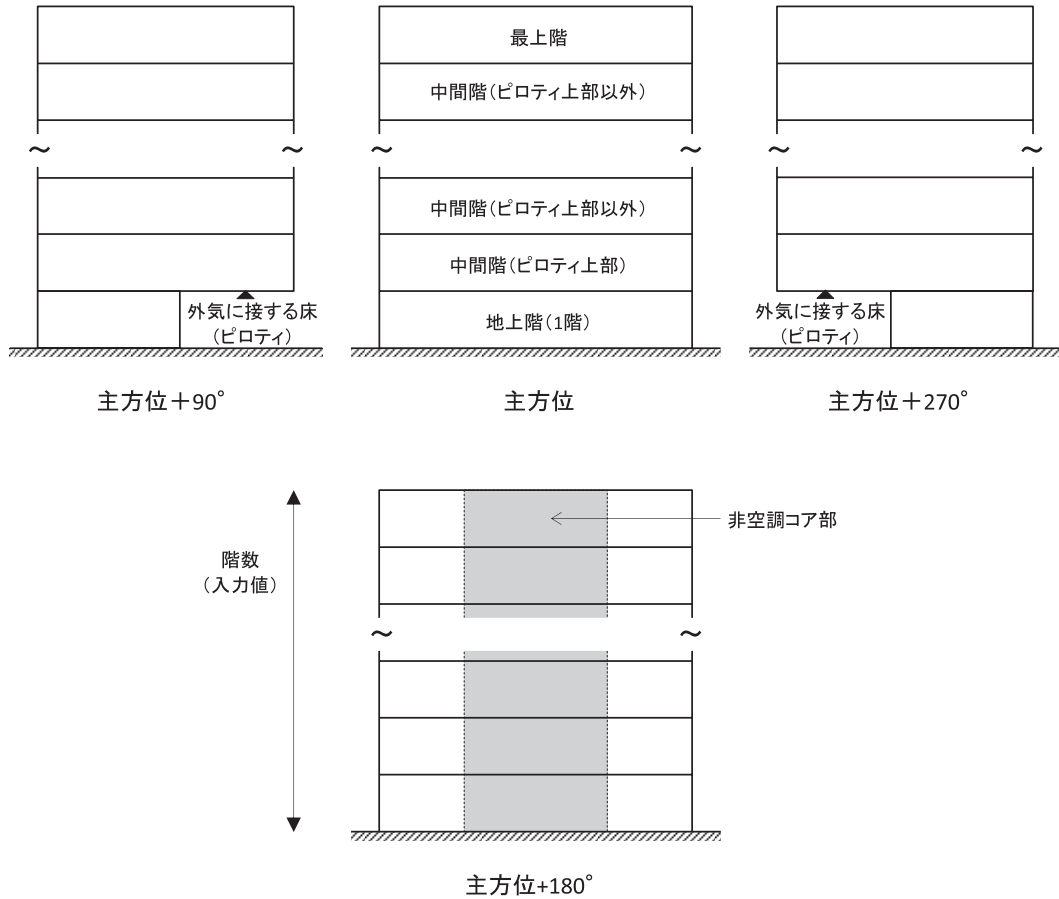 最上階
中間階(ピロティ上部以外)
～
～
～
～
～
～
中間階(ピロティ上部以外)
中間階(ピロティ上部)
外気に接する床
(ピロティ)
地上階(1階)
外気に接する床
(ピロティ)
主方位＋90°
主方位
主方位＋270°
非空調コア部
階数
(入力値)
～
～
主方位+180°